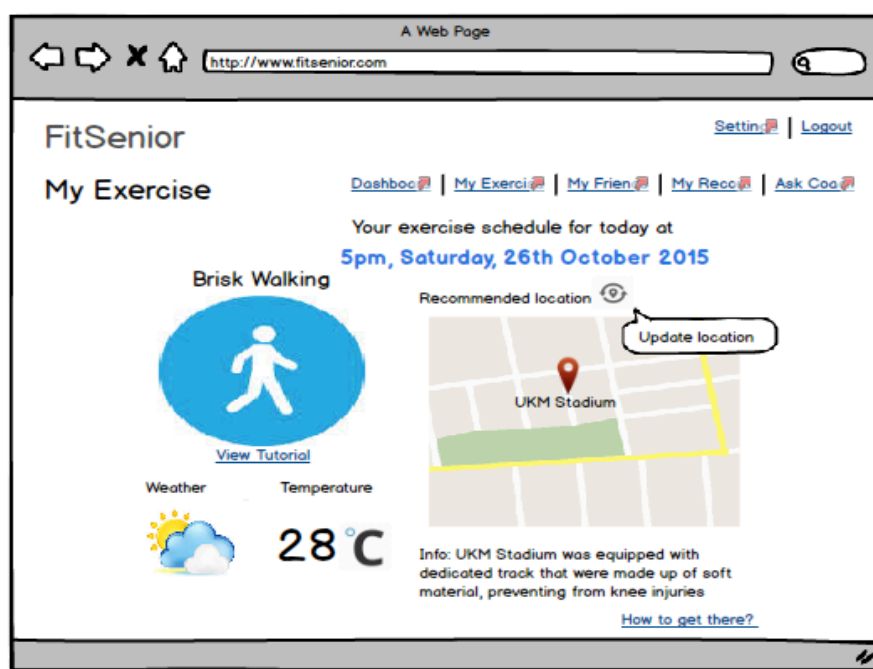 A Web Page
http://www.fitsenior.com
FitSenior
Setting | Logout
My Exercise
Dashboa | My Exerci | My Frien | My Reco | Ask Coa
Your exercise schedule for today at
5pm, Saturday, 26th October 2015
Brisk Walking
Recommended location
Update location
UKM Stadium
View Tutorial
Weather
Temperature
28 °C
Info: UKM Stadium was equipped with
dedicated track that were made up of soft
material, preventing from knee injuries
How to get there?